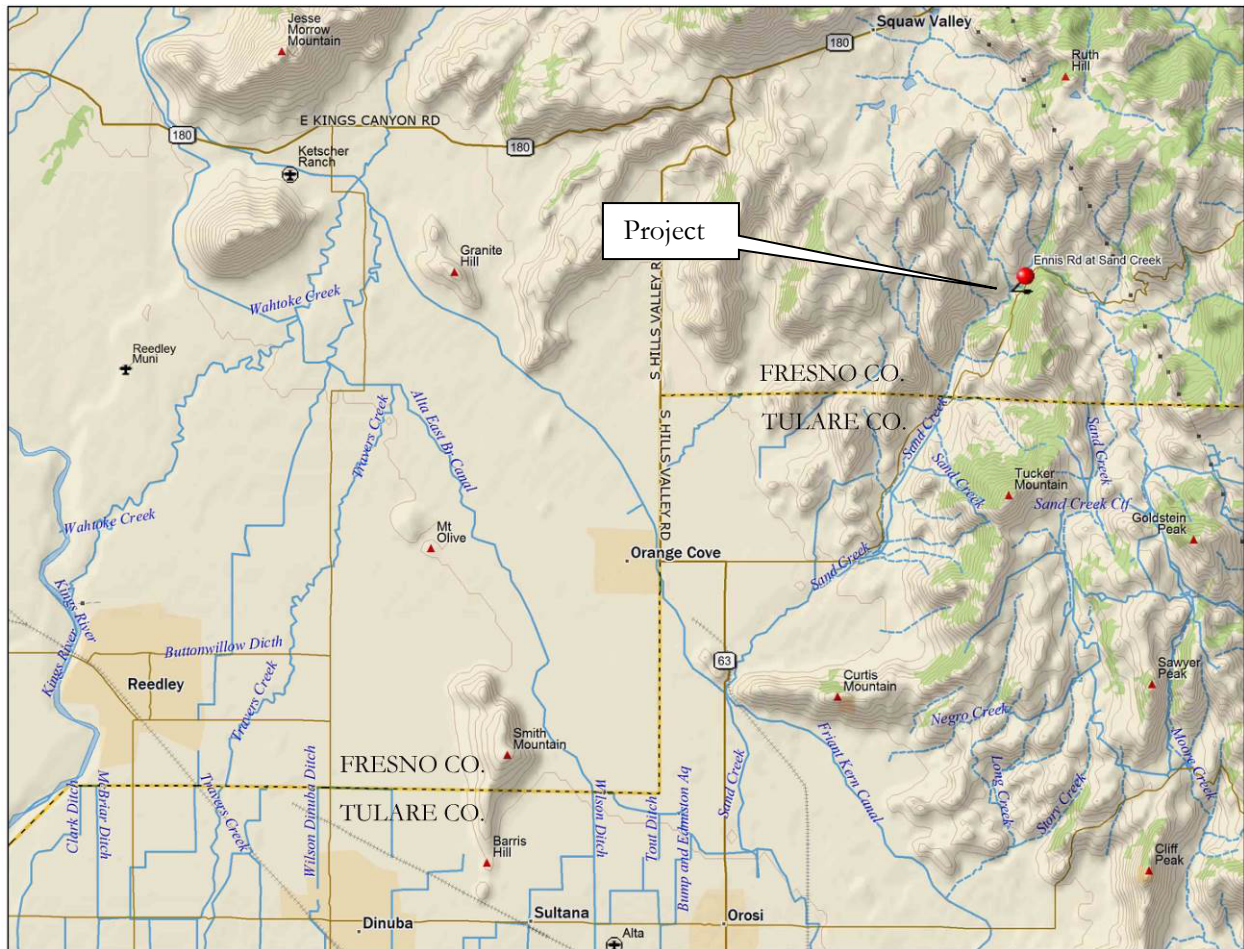 Jesse
Morrow
Mountain
Squaw Valley
180
Ruth
Hill
E KINGS CANYON RD
180
180
Ketscher
Ranch
Project
Granite
Hill
Ennis Rd at Sand Creek
S HILLS VALLEY R
Wahtoke Creek
Reedley
Muni
FRESNO CO.
TULARE CO.
Travers Creek
Alta East Br Canal
S HILLS VALLEY RD
Sand Creek
Sand Creek
Sand Creek
Tucker
Mountain
Sand Creek Ctf
Goldstein
Peak
Wahtoke Creek
Mt
Olive
Orange Cove
Sand Creek
Kings River
Kings River
Buttonwillow Dicth
63
Reedley
Travers Creek
Curtis
Mountain
Sawyer
Peak
Negro Creek
Smith
Mountain
Friant Kern Canal
Moore Creek
FRESNO CO.
TULARE CO.
Clark Ditch
McBriar Ditch
Travers Creek
Wilson Dinuba Ditch
Wilson Ditch
Tout Ditch
Bump and Edmiston Aq
Sand Creek
Long Creek
Story Creek
Barris
Hill
Cliff
Peak
Dinuba
Sultana
Alta
Orosi